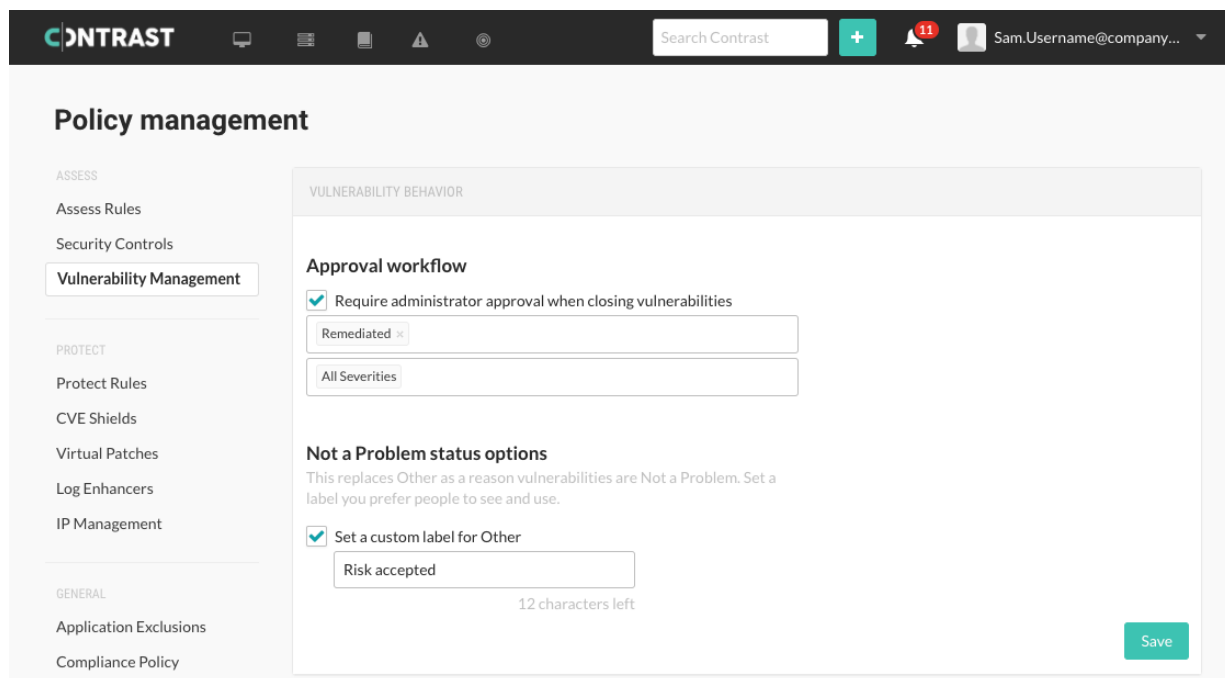 CONTRAST
Search Contrast
+
11
Sam.Username@company...
Policy management
ASSESS
Assess Rules
Security Controls
Vulnerability Management
PROTECT
Protect Rules
CVE Shields
Virtual Patches
Log Enhancers
IP Management
GENERAL
Application Exclusions
Compliance Policy
VULNERABILITY BEHAVIOR
Approval workflow
Require administrator approval when closing vulnerabilities
Remediated ×
All Severities
Not a Problem status options
This replaces Other as a reason vulnerabilities are Not a Problem. Set a
label you prefer people to see and use.
Set a custom label for Other
Risk accepted
12 characters left
Save